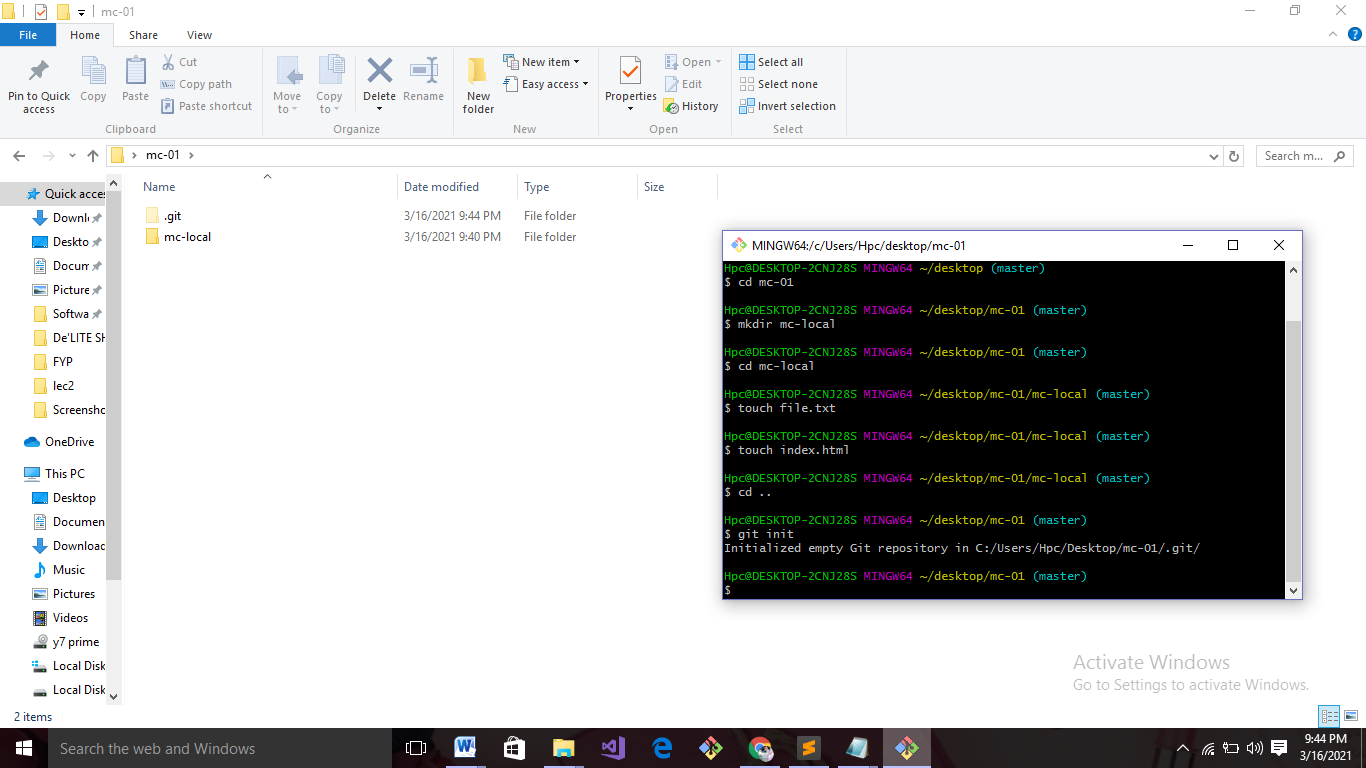 mc-01
File Home Share View
Pin to Quick access
Copy
Paste
Cut
Copy path
Paste shortcut
Clipboard
Move to
Copy to
Delete
Rename
Organize
New folder
New item
Easy access
New
Properties
Open
Edit
History
Open
Select all
Select none
Invert selection
Select
mc-01
Search m...
Name Date modified Type Size
.git 3/16/2021 9:44 PM File folder
mc-local 3/16/2021 9:40 PM File folder
Quick acces
Downl
Deskto
Docum
Picture
Softwa
De'LITE SH
FYP
lec2
Screensho
OneDrive
This PC
Desktop
Documen
Download
Music
Pictures
Videos
y7 prime
Local Disk
Local Disk
2 items
MINGW64:/c/Users/Hpc/desktop/mc-01
Hpc@DESKTOP-2CNJ28S MINGW64 ~/desktop (master)
$ cd mc-01
Hpc@DESKTOP-2CNJ28S MINGW64 ~/desktop/mc-01 (master)
$ mkdir mc-local
Hpc@DESKTOP-2CNJ28S MINGW64 ~/desktop/mc-01 (master)
$ cd mc-local
Hpc@DESKTOP-2CNJ28S MINGW64 ~/desktop/mc-01/mc-local (master)
$ touch file.txt
Hpc@DESKTOP-2CNJ28S MINGW64 ~/desktop/mc-01/mc-local (master)
$ touch index.html
Hpc@DESKTOP-2CNJ28S MINGW64 ~/desktop/mc-01/mc-local (master)
$ cd ..
Hpc@DESKTOP-2CNJ28S MINGW64 ~/desktop/mc-01 (master)
$ git init
Initialized empty Git repository in C:/Users/Hpc/Desktop/mc-01/.git/
Hpc@DESKTOP-2CNJ28S MINGW64 ~/desktop/mc-01 (master)
$
Activate Windows
Go to Settings to activate Windows.
Search the web and Windows
9:44 PM
3/16/2021